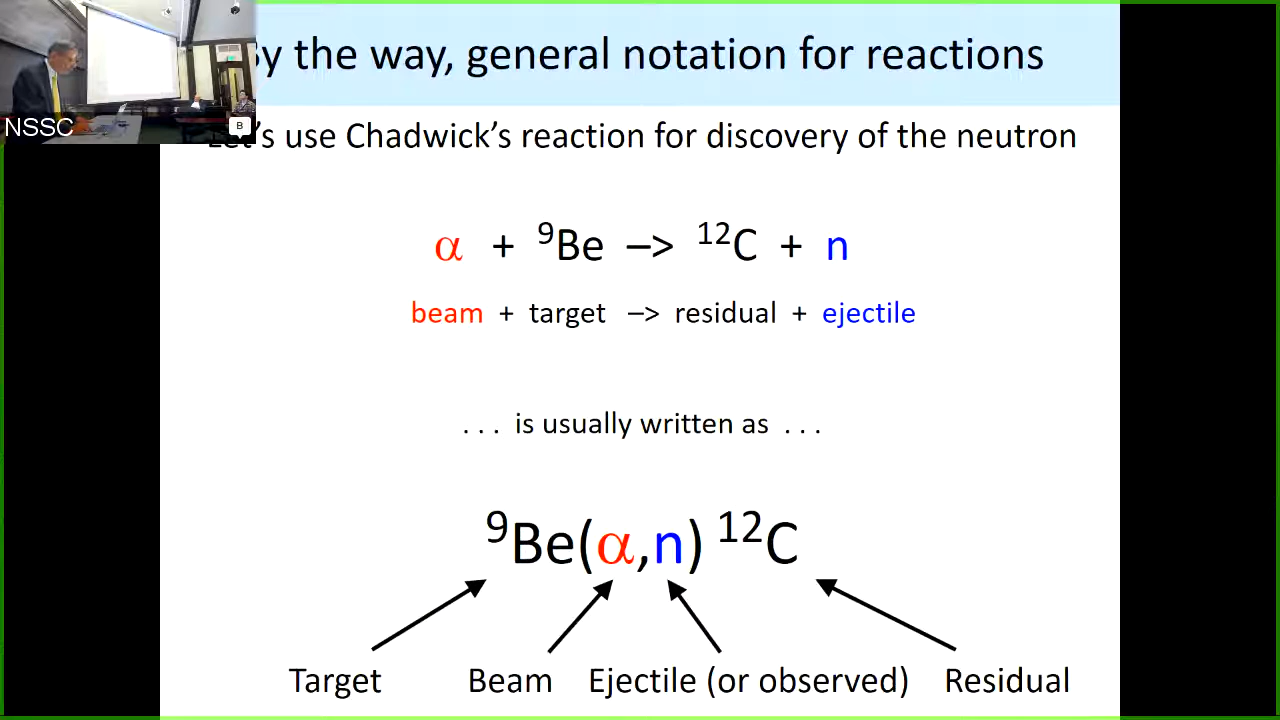 y the way, general notation for reactions
NSSC
B
Let's use Chadwick's reaction for discovery of the neutron
α + ⁹Be –> ¹²C + n
beam + target –> residual + ejectile
. . . is usually written as . . .
⁹Be(α,n) ¹²C
Target Beam Ejectile (or observed) Residual